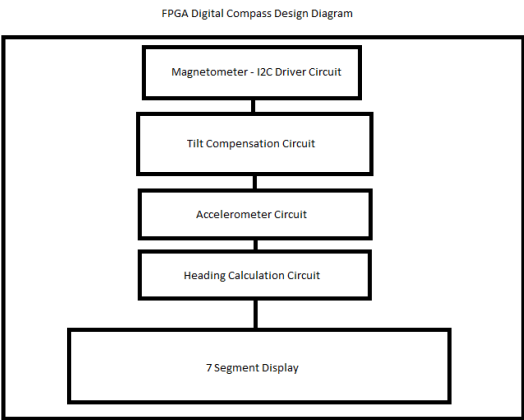 FPGA Digital Compass Design Diagram
Magnetometer - I2C Driver Circuit
Tilt Compensation Circuit
Accelerometer Circuit
Heading Calculation Circuit
7 Segment Display